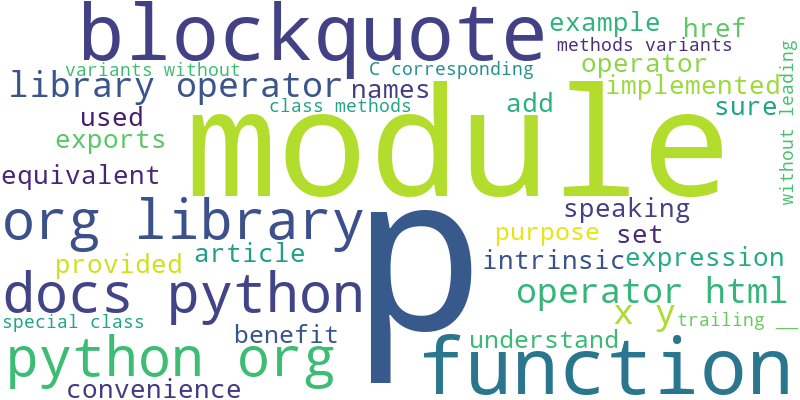 blockquote
example
href
methods variants
variants without
C corresponding
operator
library operator
names
implemented
class methods
add
sure
used
exports
module
without leading
equivalent
org library
p
speaking
purpose
set
article
provided
intrinsic
expression
docs python
operator html
x y
trailing __
special class
benefit
understand
python org
function
convenience